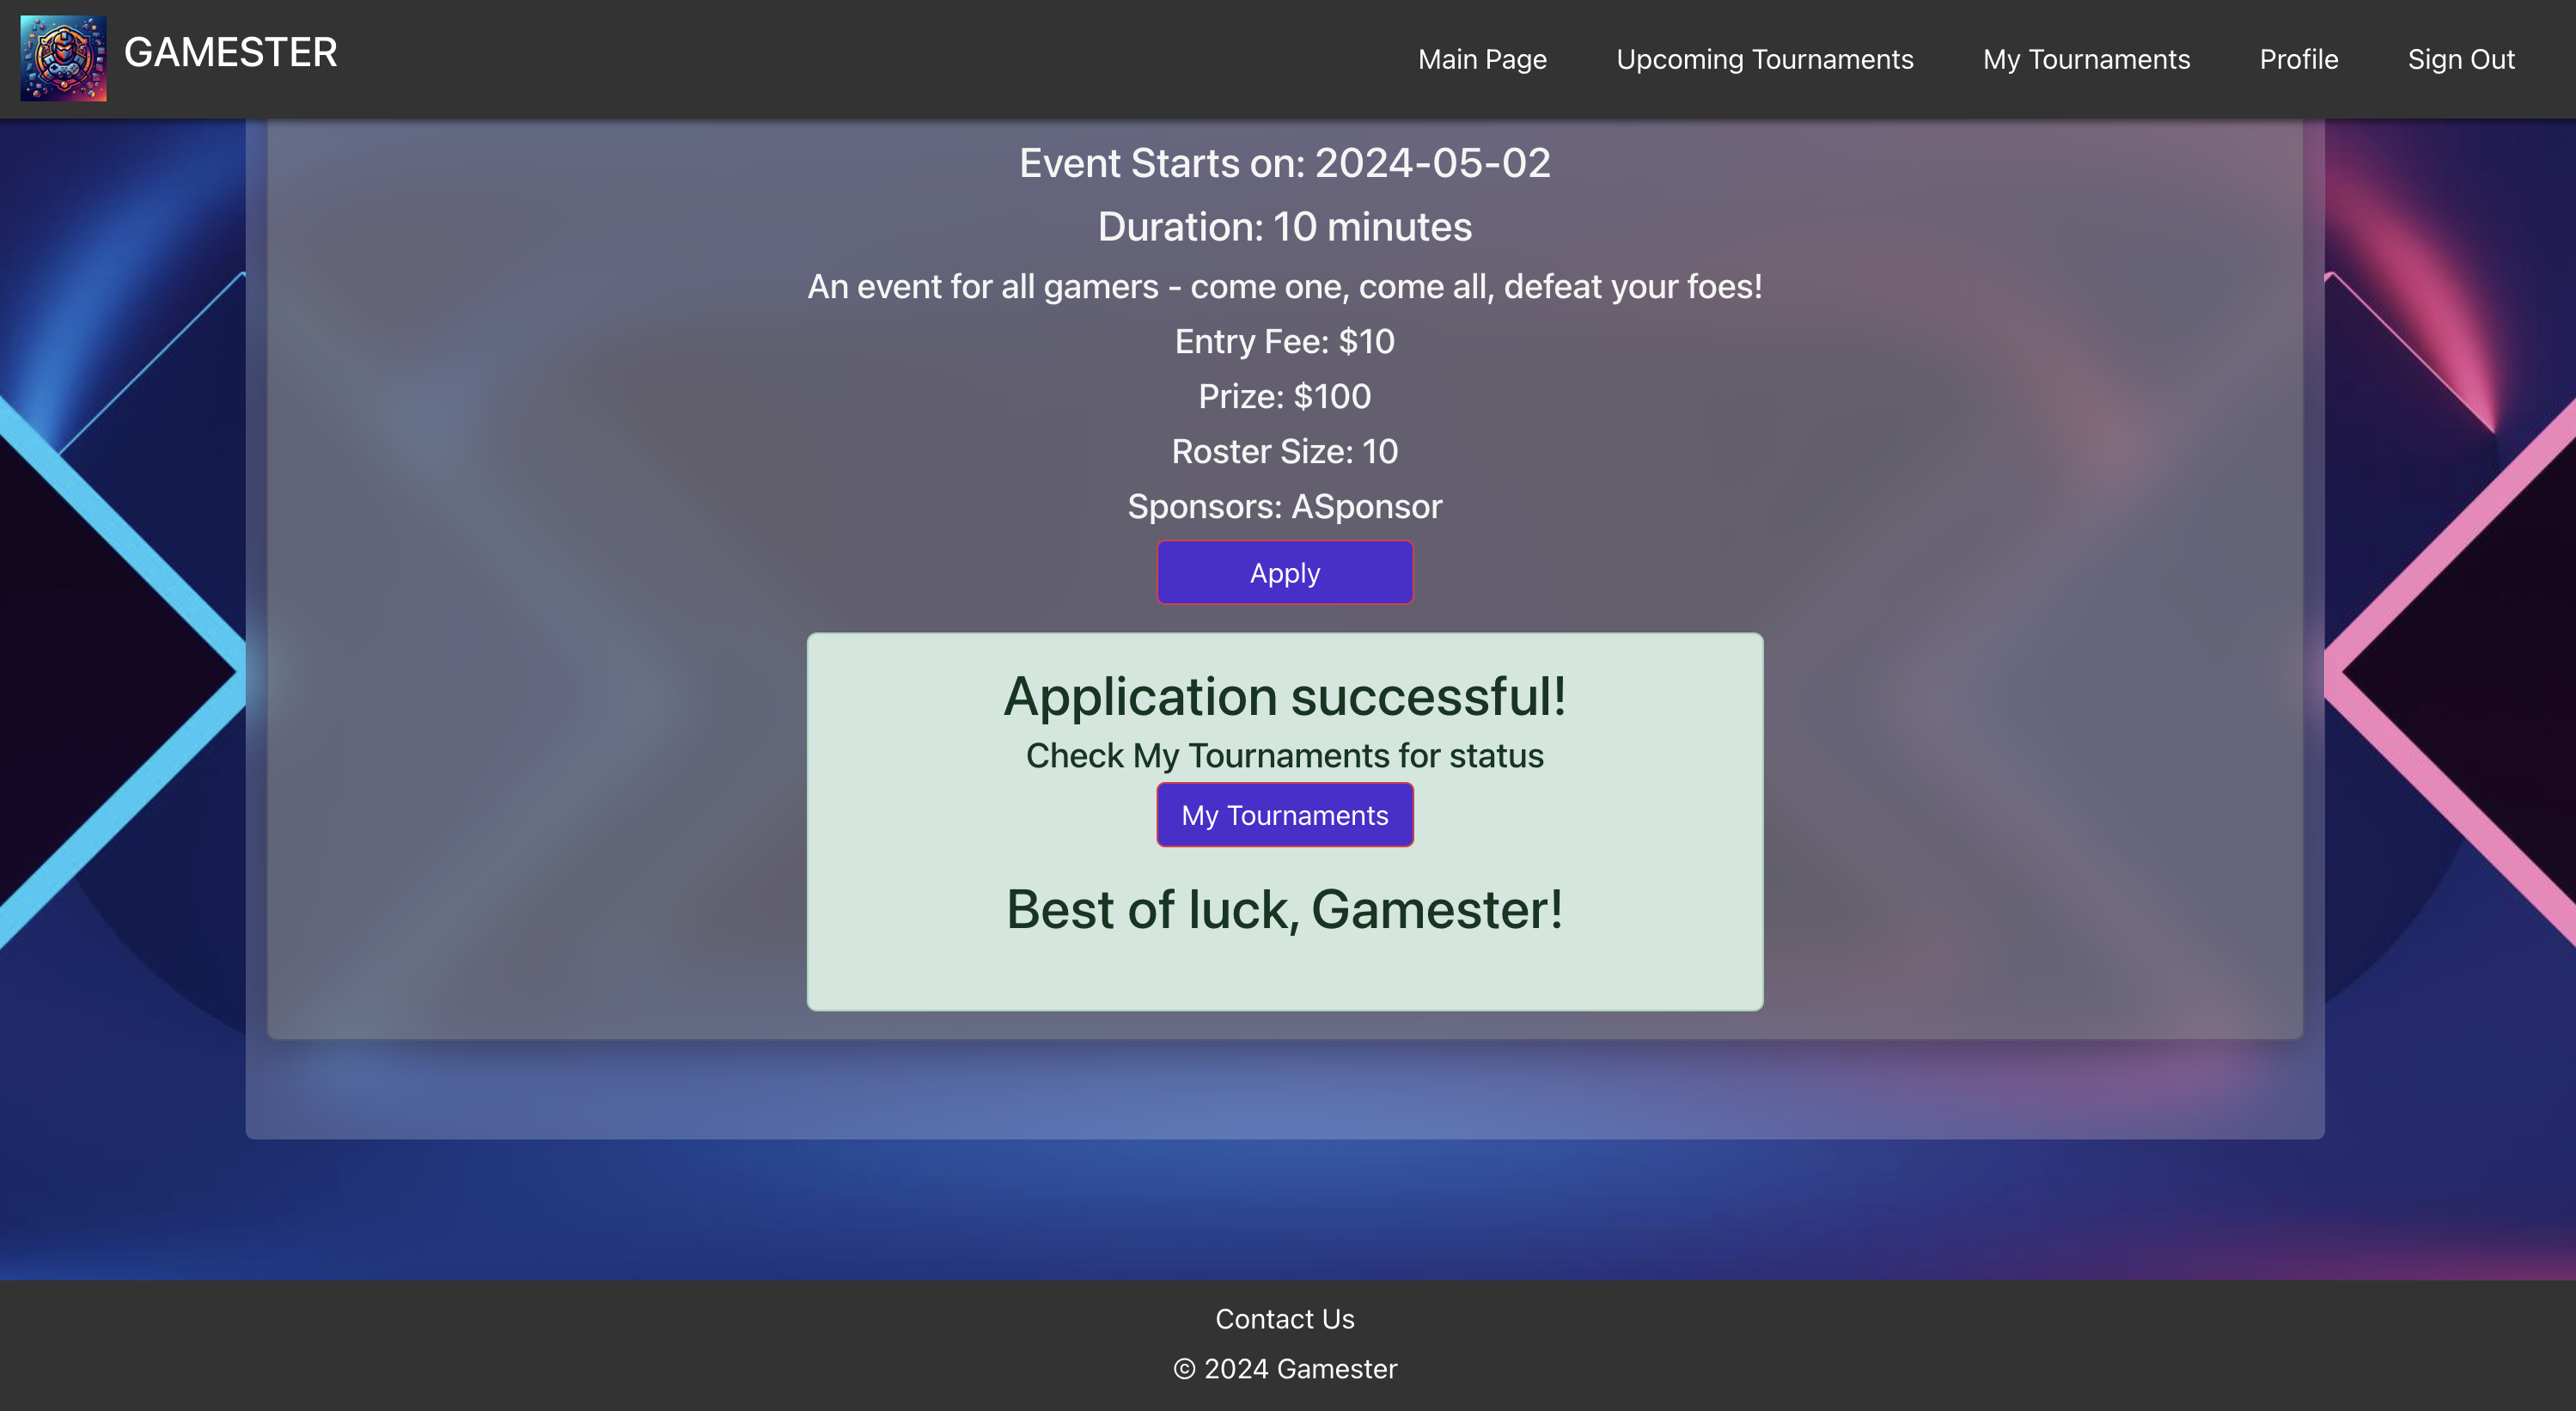 GAMESTER
Main Page
Upcoming Tournaments
My Tournaments
Profile
Sign Out
Event Starts on: 2024-05-02
Duration: 10 minutes
An event for all gamers - come one, come all, defeat your foes!
Entry Fee: $10
Prize: $100
Roster Size: 10
Sponsors: ASponsor
Apply
Application successful!
Check My Tournaments for status
My Tournaments
Best of luck, Gamester!
Contact Us
© 2024 Gamester